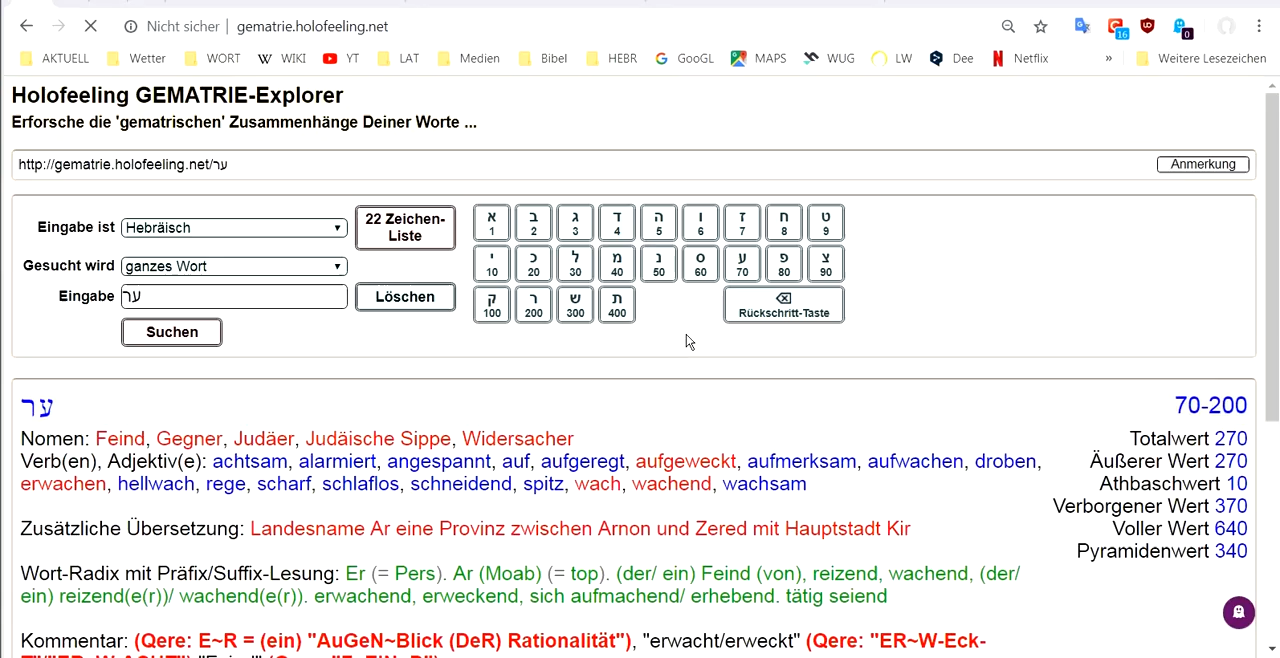 Nicht sicher | gematrie.holofeeling.net
16
0
AKTUELL Wetter WORT WIKI YT LAT Medien Bibel HEBR GooGL MAPS WUG LW Dee Netflix » Weitere Lesezeichen
Holofeeling GEMATRIE-Explorer
Erforsche die 'gematrischen' Zusammenhänge Deiner Worte ...
http://gematrie.holofeeling.net/ער Anmerkung
Eingabe ist Hebräisch
22 Zeichen-
Liste
Gesucht wird ganzes Wort
Eingabe ער Löschen
Suchen
א ב ג ד ה ו ז ח ט
1 2 3 4 5 6 7 8 9
י כ ל מ נ ס ע פ צ
10 20 30 40 50 60 70 80 90
ק ר ש ת
100 200 300 400 Rückschritt-Taste
ער 70-200
Nomen: Feind, Gegner, Judäer, Judäische Sippe, Widersacher
Verb(en), Adjektiv(e): achtsam, alarmiert, angespannt, auf, aufgeregt, aufgeweckt, aufmerksam, aufwachen, droben,
erwachen, hellwach, rege, scharf, schlaflos, schneidend, spitz, wach, wachend, wachsam
Zusätzliche Übersetzung: Landesname Ar eine Provinz zwischen Arnon und Zered mit Hauptstadt Kir
Wort-Radix mit Präfix/Suffix-Lesung: Er (= Pers). Ar (Moab) (= top). (der/ ein) Feind (von), reizend, wachend, (der/
ein) reizend(e(r))/ wachend(e(r)). erwachend, erweckend, sich aufmachend/ erhebend. tätig seiend
Kommentar: (Qere: E~R = (ein) "AuGeN~Blick (DeR) Rationalität"), "erwacht/erweckt" (Qere: "ER~W-Eck-
Totalwert 270
Äußerer Wert 270
Athbaschwert 10
Verborgener Wert 370
Voller Wert 640
Pyramidenwert 340